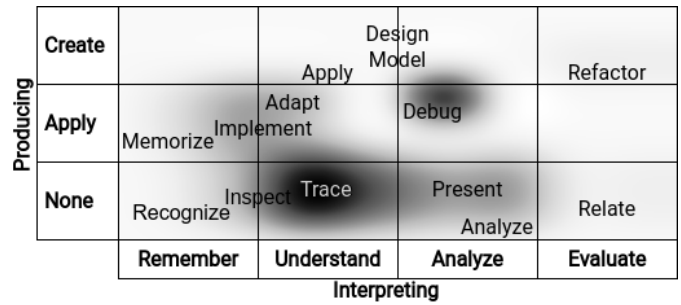 Producing
Create
Apply
None
Design
Model
Apply
Refactor
Adapt
Debug
Implement
Memorize
Inspect
Trace
Present
Recognize
Relate
Analyze
Remember
Understand
Analyze
Evaluate
Interpreting